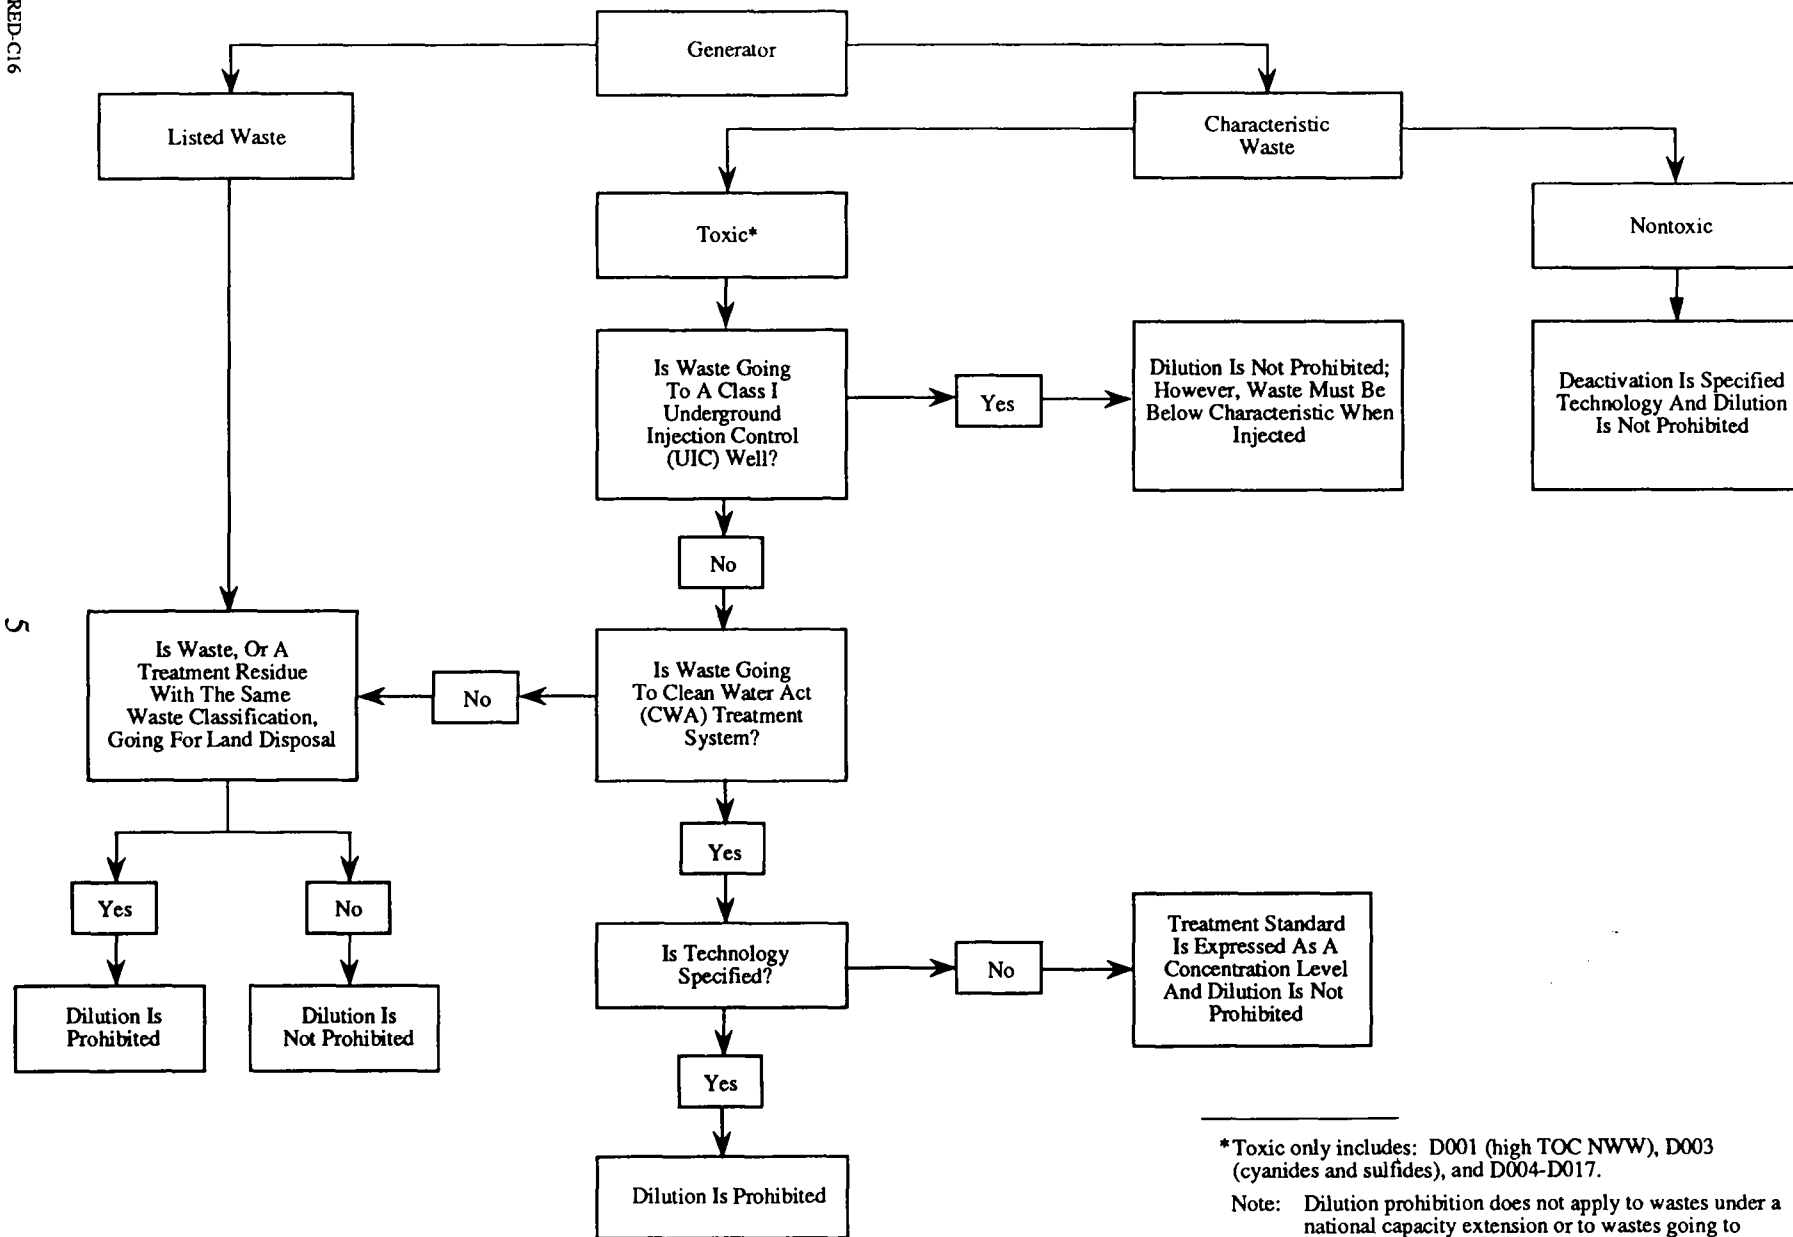 RED-C16
5
Generator
Listed Waste
Characteristic
Waste
Toxic*
Nontoxic
Is Waste Going
To A Class I
Underground
Injection Control
(UIC) Well?
Yes
Dilution Is Not Prohibited;
However, Waste Must Be
Below Characteristic When
Injected
Deactivation Is Specified
Technology And Dilution
Is Not Prohibited
No
Is Waste, Or A
Treatment Residue
With The Same
Waste Classification,
Going For Land Disposal
No
Is Waste Going
To Clean Water Act
(CWA) Treatment
System?
Yes
Yes
No
Is Technology
Specified?
No
Treatment Standard
Is Expressed As A
Concentration Level
And Dilution Is Not
Prohibited
Dilution Is
Prohibited
Dilution Is
Not Prohibited
Yes
Dilution Is Prohibited
*Toxic only includes: D001 (high TOC NWW), D003
(cyanides and sulfides), and D004-D017.
Note: Dilution prohibition does not apply to wastes under a
national capacity extension or to wastes going to